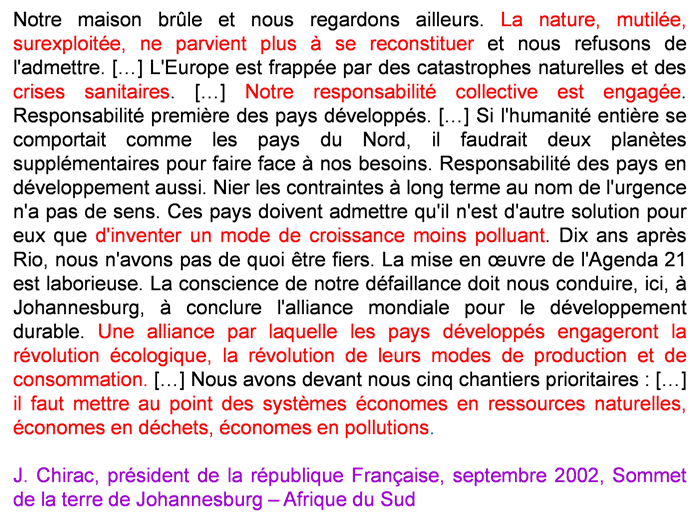 Notre maison brûle et nous regardons ailleurs. La nature, mutilée,
surexploitée, ne parvient plus à se reconstituer et nous refusons de
l'admettre. […] L'Europe est frappée par des catastrophes naturelles et des
crises sanitaires. […] Notre responsabilité collective est engagée.
Responsabilité première des pays développés. […] Si l'humanité entière se
comportait comme les pays du Nord, il faudrait deux planètes
supplémentaires pour faire face à nos besoins. Responsabilité des pays en
développement aussi. Nier les contraintes à long terme au nom de l'urgence
n'a pas de sens. Ces pays doivent admettre qu'il n'est d'autre solution pour
eux que d'inventer un mode de croissance moins polluant. Dix ans après
Rio, nous n'avons pas de quoi être fiers. La mise en œuvre de l'Agenda 21
est laborieuse. La conscience de notre défaillance doit nous conduire, ici, à
Johannesburg, à conclure l'alliance mondiale pour le développement
durable. Une alliance par laquelle les pays développés engageront la
révolution écologique, la révolution de leurs modes de production et de
consommation. […] Nous avons devant nous cinq chantiers prioritaires : […]
il faut mettre au point des systèmes économes en ressources naturelles,
économes en déchets, économes en pollutions.
J. Chirac, président de la république Française, septembre 2002, Sommet
de la terre de Johannesburg – Afrique du Sud